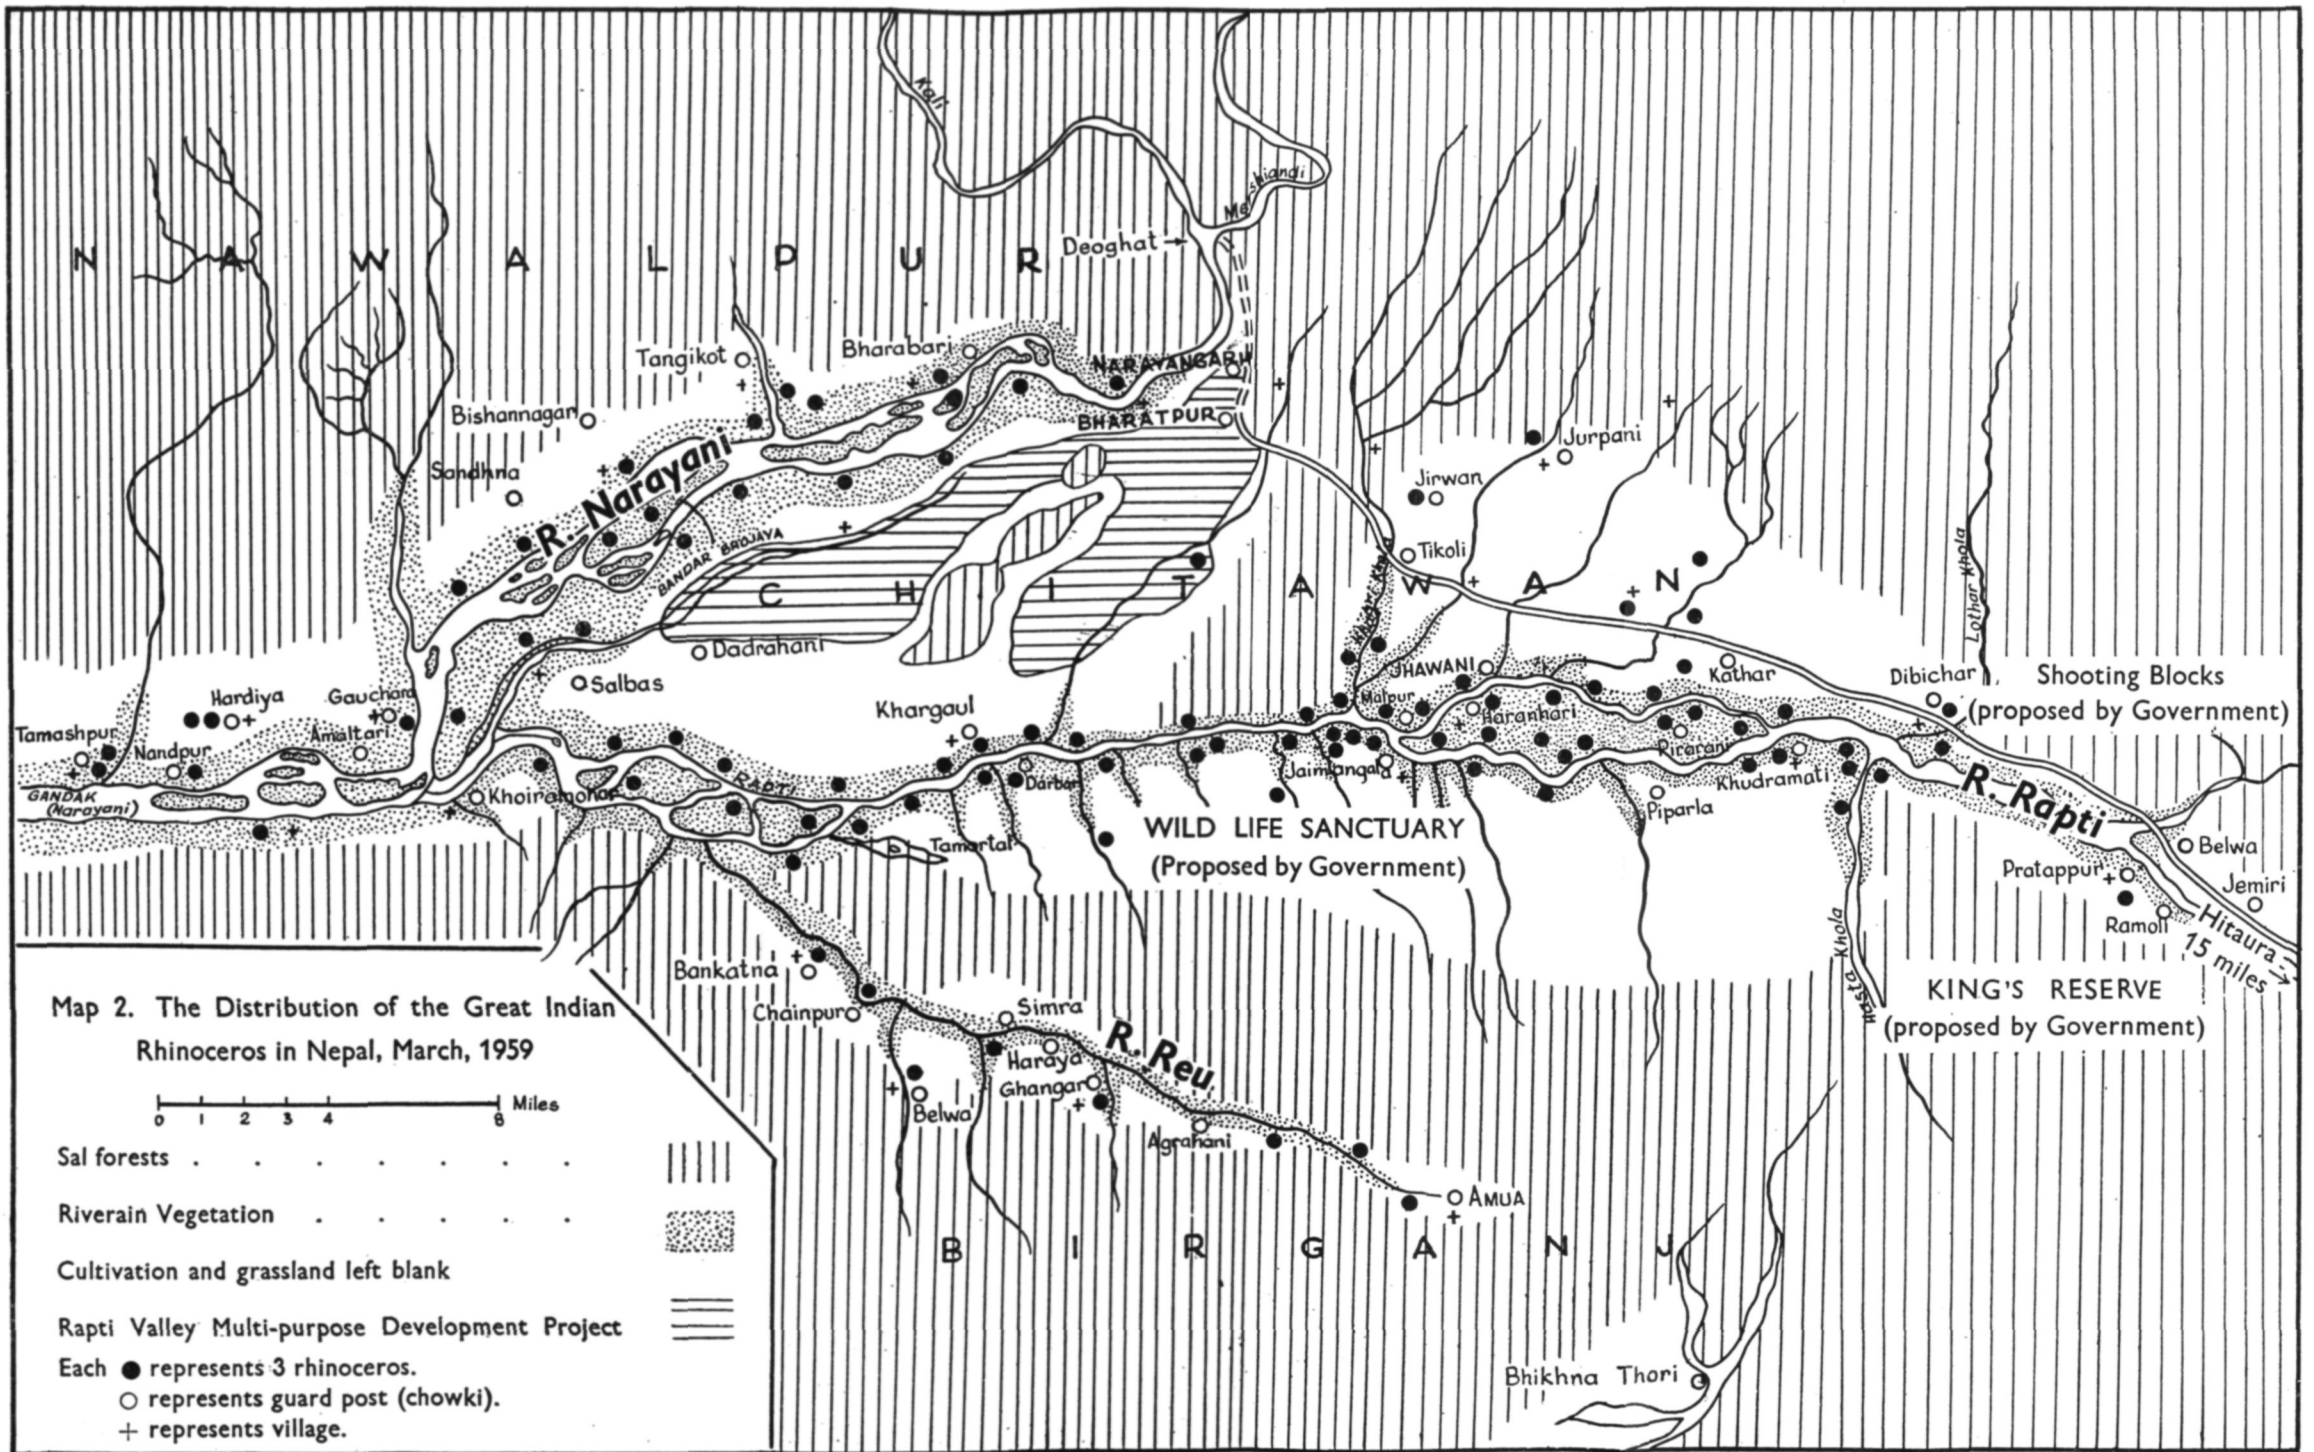 Kali
Marshiandi
Deoghat
N A W A L P U R
Tangikot
Bharabari
NARAYANGARH
BHARATPUR
Bishannagar
Sandhna
R. Narayani
BANDAR BROJAYA
Jurpani
Jirwan
Tikoli
C H I T A W A N
Khola
Lothar Khola
Dadrahani
Salbas
Hardiya
Gauchara
Amaltari
Tamashpur
Nandpur
GANDAK
(Narayani)
Khoiramohar
RAPTI
Khargaul
Darbar
Tamartal
JHAWANI
Malpur
Haranhari
Kathar
Dibichar
Shooting Blocks
(proposed by Government)
Jaimangala
Khudramati
Piparla
R. Rapti
WILD LIFE SANCTUARY
(Proposed by Government)
Belwa
Pratappur
Jemiri
Ramoli
Hitaura
15 miles
Hasta Khola
KING'S RESERVE
(proposed by Government)
Bankatna
Chainpur
Simra
Haraya
R. Reu
Ghangar
Belwa
Agrahani
AMUA
B I R G A N J
Bhikhna Thori
Map 2. The Distribution of the Great Indian
Rhinoceros in Nepal, March, 1959
0 1 2 3 4 8 Miles
Sal forests . . . . . . .
Riverain Vegetation . . . . .
Cultivation and grassland left blank
Rapti Valley Multi-purpose Development Project
Each ● represents 3 rhinoceros.
○ represents guard post (chowki).
+ represents village.